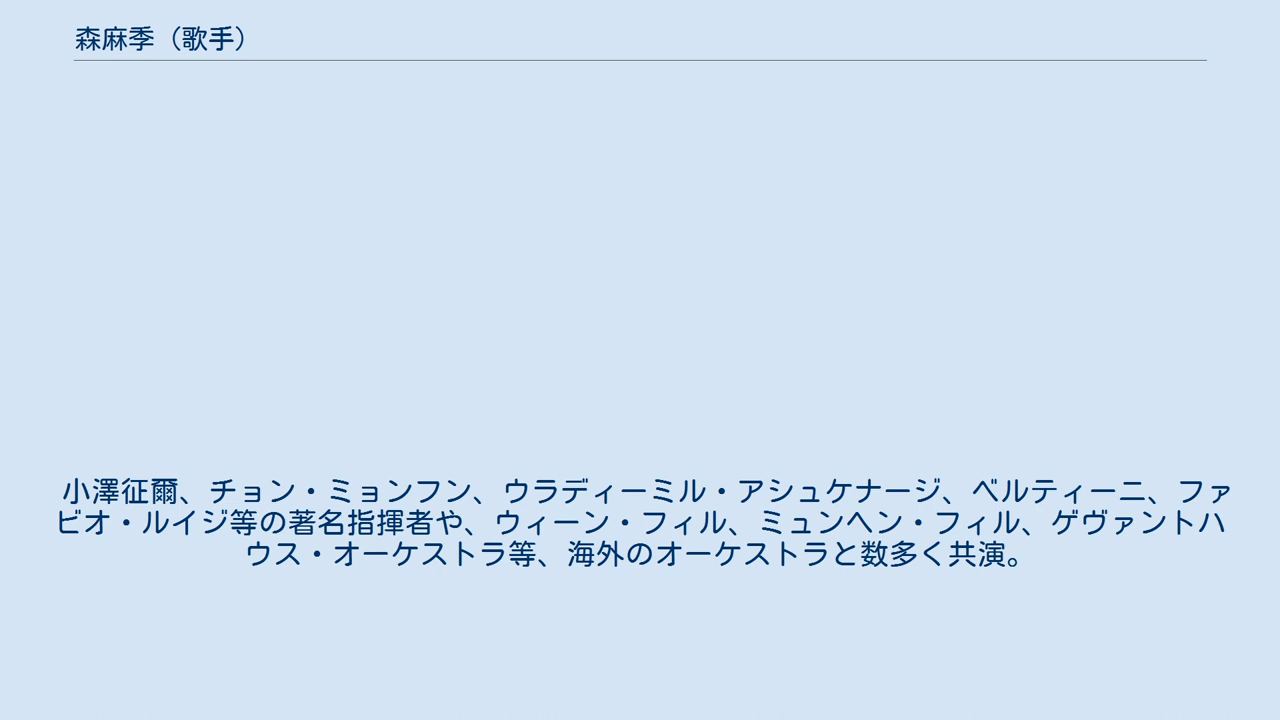 森麻季（歌手）
小澤征爾、チョン・ミョンフン、ウラディーミル・アシュケナージ、ベルティーニ、ファ
ビオ・ルイジ等の著名指揮者や、ウィーン・フィル、ミュンヘン・フィル、ゲヴァントハ
ウス・オーケストラ等、海外のオーケストラと数多く共演。